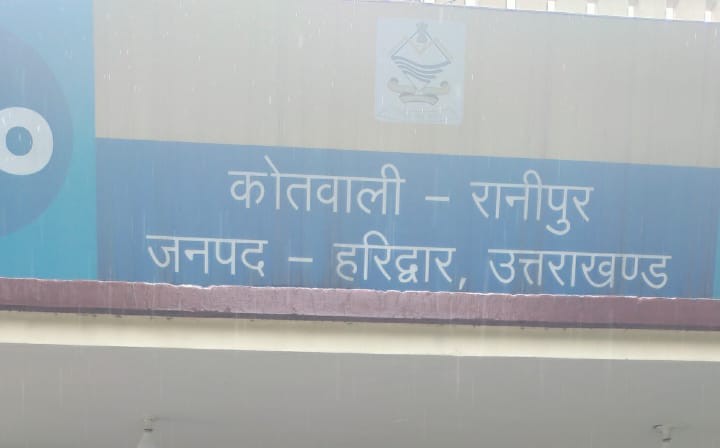 कोतवाली – रानीपुर
जनपद – हरिद्वार, उत्तराखण्ड